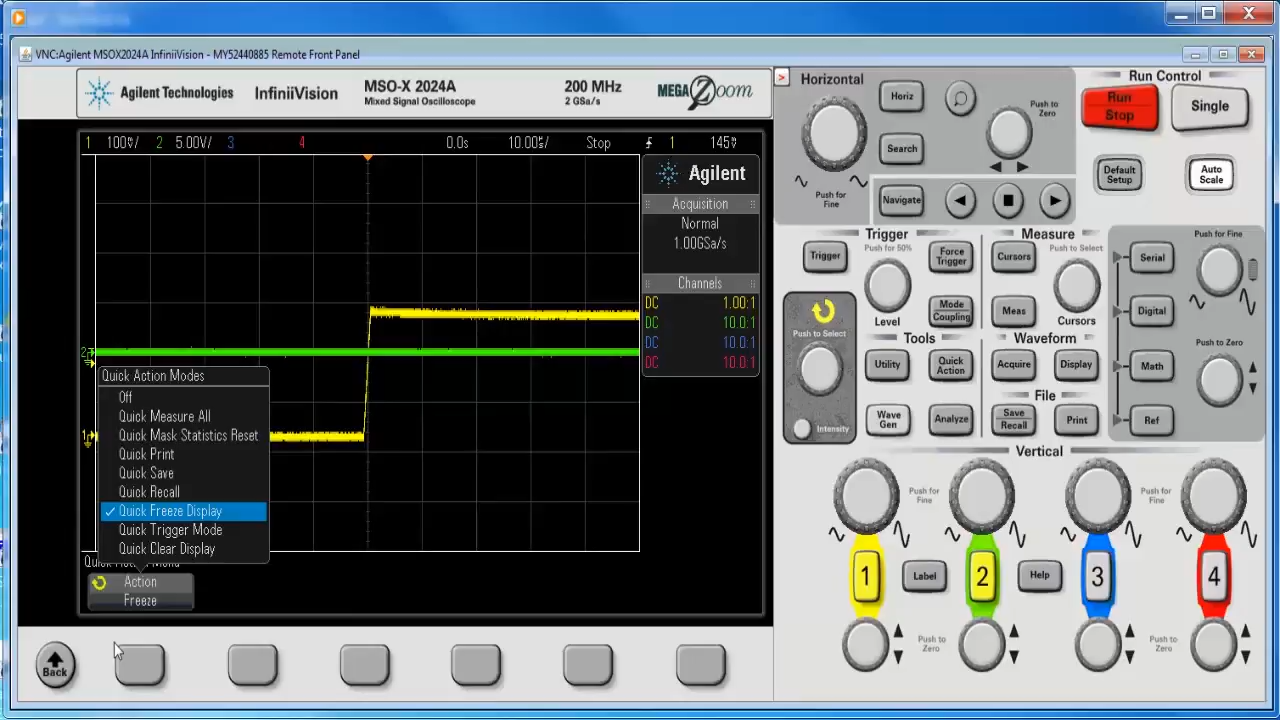 VNC:Agilent MSOX2024A InfiniiVision - MY52440885 Remote Front Panel
Agilent Technologies
InfiniiVision
MSO-X 2024A
Mixed Signal Oscilloscope
200 MHz
2 GSa/s
MEGA Zoom
1 100⅟/ 2 5.00V/ 3 4 0.0s 10.00⅟/ Stop 1 145⅟
Agilent
Acquisition
Normal
1.00GSa/s
Channels
DC 1.00:1
DC 10.0:1
DC 10.0:1
DC 10.0:1
Quick Action Modes
Off
Quick Measure All
Quick Mask Statistics Reset
Quick Print
Quick Save
Quick Recall
✓ Quick Freeze Display
Quick Trigger Mode
Quick Clear Display
Action
Freeze
Back
>
Horizontal
Push for Fine
Horiz
Search
Navigate
Push to Zero
Run Control
Run Stop
Single
Default Setup
Auto Scale
Trigger
Push for 50%
Trigger
Force Trigger
Level
Mode Coupling
Measure
Push to Select
Cursors
Meas
Cursors
Push to Select
Intensity
Tools
Utility
Quick Action
Wave Gen
Analyze
Waveform
Acquire
Display
File
Save Recall
Print
Push for Fine
Serial
Digital
Push to Zero
Math
Ref
Vertical
Push for Fine
Push for Fine
1
Label
2
Help
3
4
Push to Zero
Push to Zero